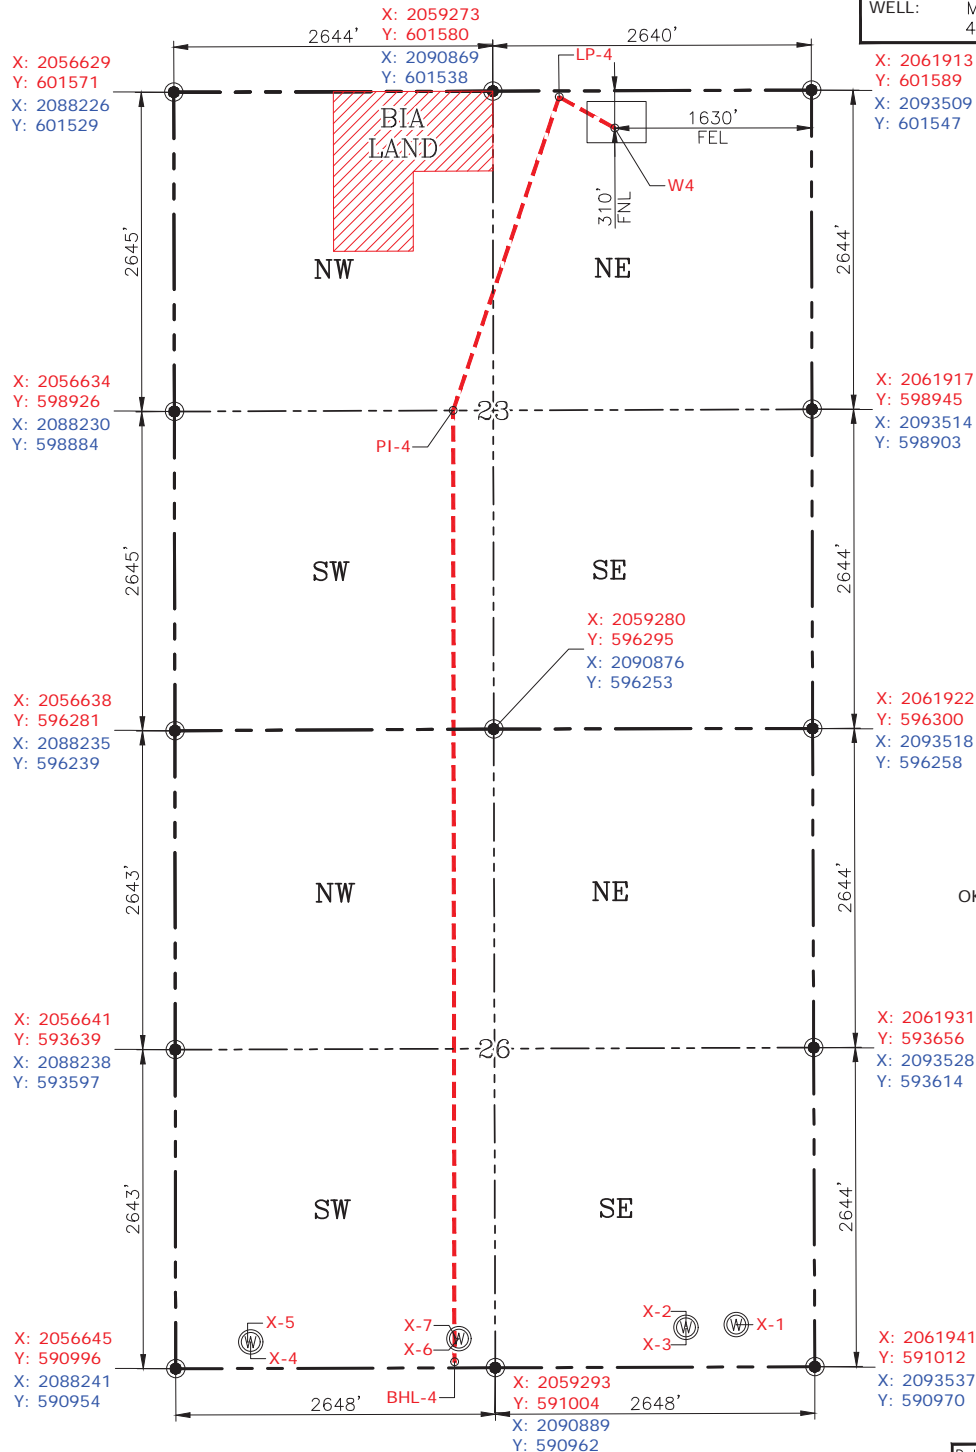 WELL: M
4
X: 2059273
Y: 601580
X: 2090869
Y: 601538
2644'
2640'
X: 2056629
Y: 601571
X: 2088226
Y: 601529
LP-4
X: 2061913
Y: 601589
X: 2093509
Y: 601547
BIA
LAND
1630'
FEL
W4
310'
FNL
2645'
NW
NE
2644'
X: 2056634
Y: 598926
X: 2088230
Y: 598884
23
PI-4
X: 2061917
Y: 598945
X: 2093514
Y: 598903
2645'
SW
SE
2644'
X: 2059280
Y: 596295
X: 2090876
Y: 596253
X: 2056638
Y: 596281
X: 2088235
Y: 596239
X: 2061922
Y: 596300
X: 2093518
Y: 596258
2643'
NW
NE
2644'
OK
X: 2056641
Y: 593639
X: 2088238
Y: 593597
26
X: 2061931
Y: 593656
X: 2093528
Y: 593614
2643'
SW
SE
2644'
X-5
W
X-4
X-7
W
X-6
X-2
W
X-3
W
X-1
X: 2056645
Y: 590996
X: 2088241
Y: 590954
BHL-4
X: 2059293
Y: 591004
X: 2090889
Y: 590962
X: 2061941
Y: 591012
X: 2093537
Y: 590970
2648'
2648'